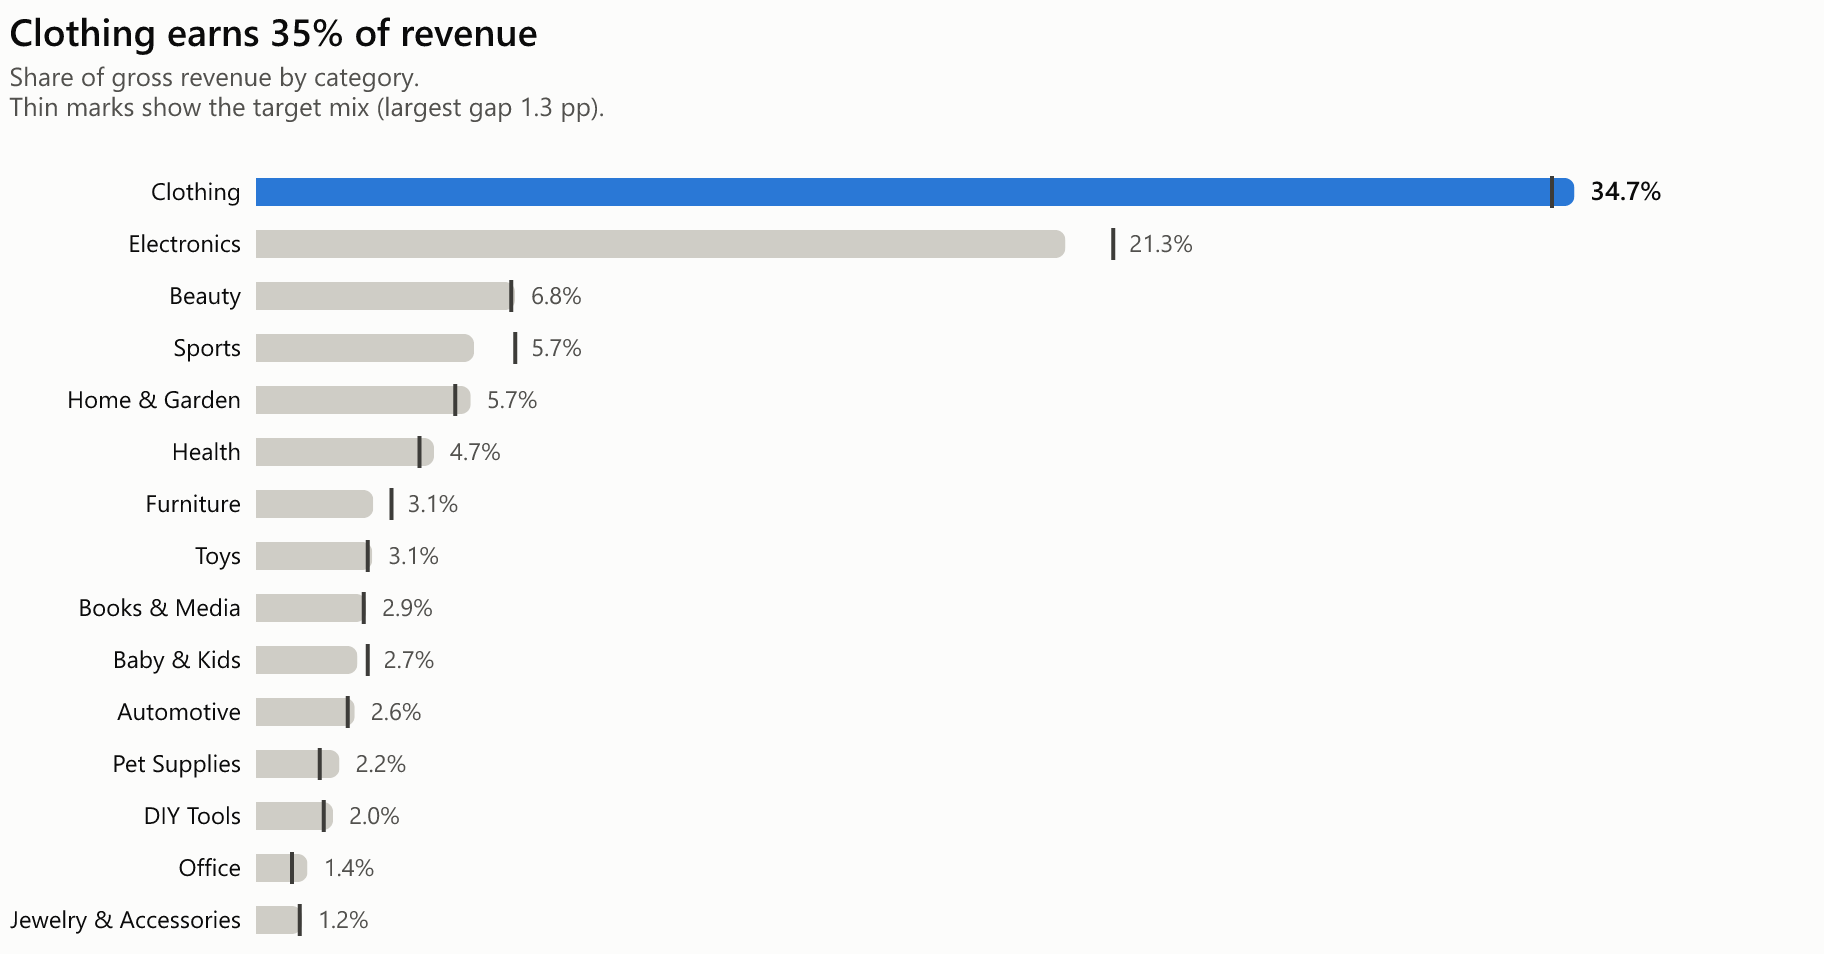 Clothing earns 35% of revenue
Share of gross revenue by category.
Thin marks show the target mix (largest gap 1.3 pp).
Clothing 34.7%
Electronics 21.3%
Beauty 6.8%
Sports 5.7%
Home & Garden 5.7%
Health 4.7%
Furniture 3.1%
Toys 3.1%
Books & Media 2.9%
Baby & Kids 2.7%
Automotive 2.6%
Pet Supplies 2.2%
DIY Tools 2.0%
Office 1.4%
Jewelry & Accessories 1.2%